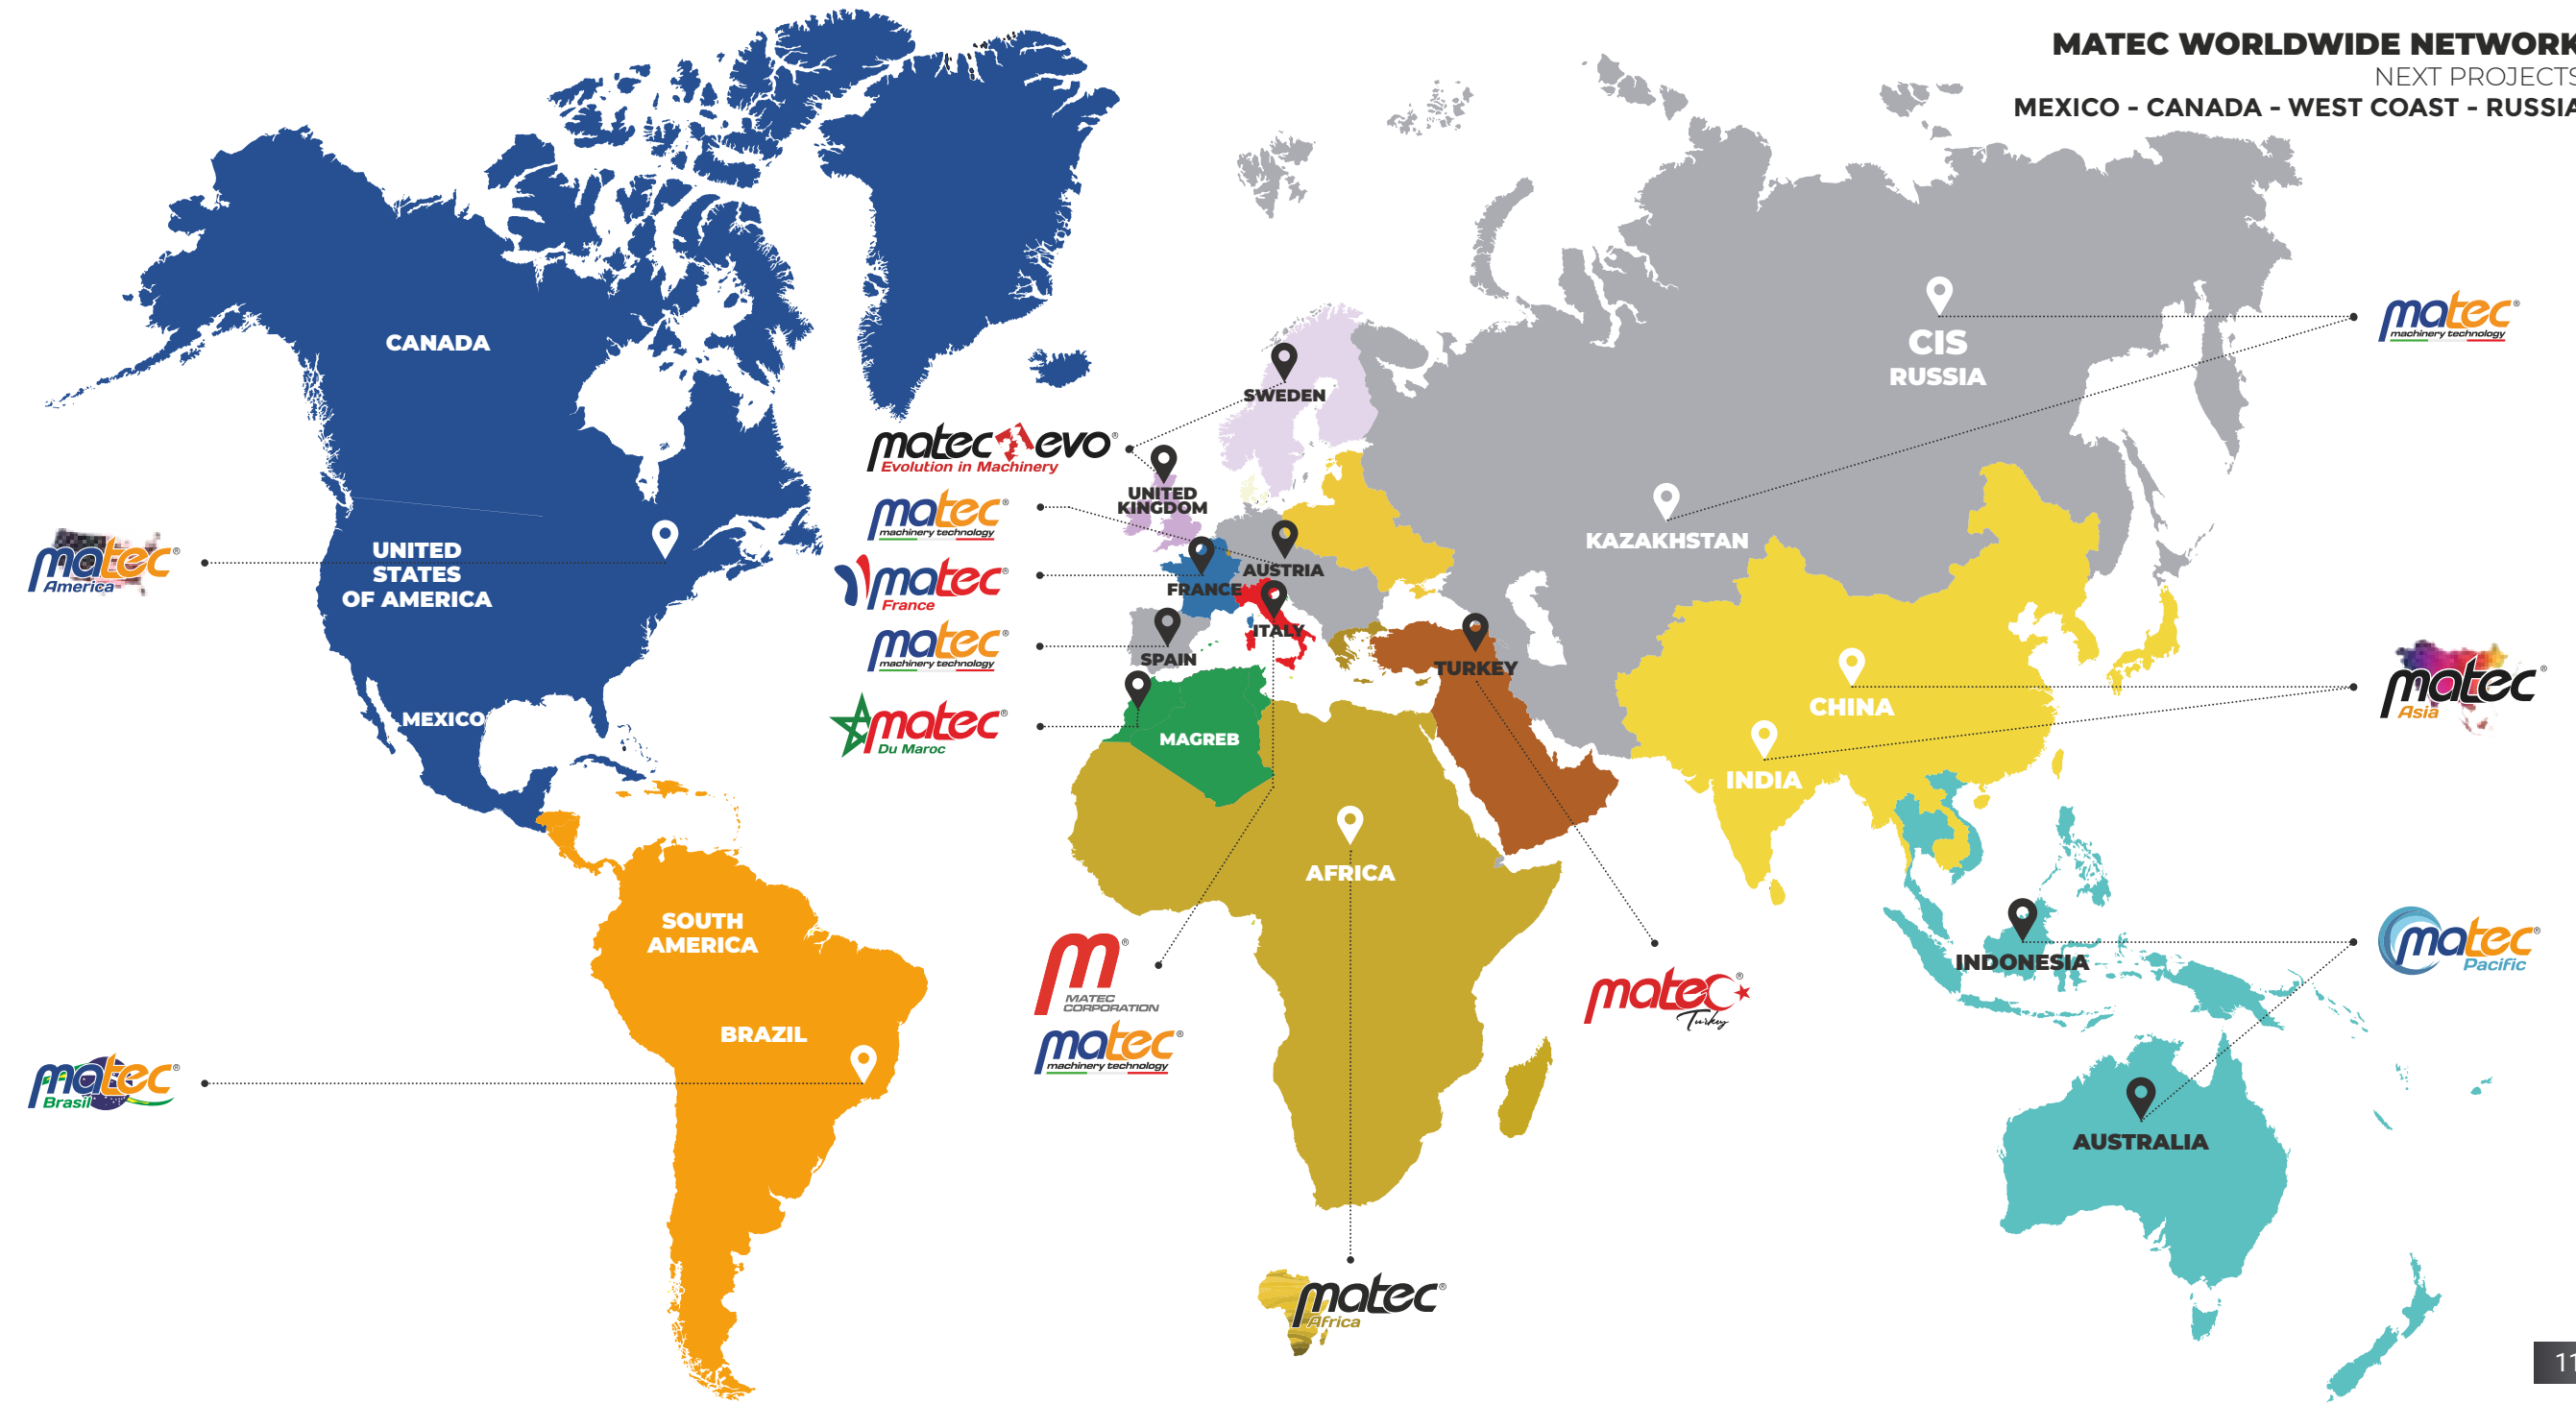 MATEC WORLDWIDE NETWORK
NEXT PROJECTS
MEXICO - CANADA - WEST COAST - RUSSIA
CANADA
UNITED
STATES
OF AMERICA
MEXICO
matec®
America
SOUTH
AMERICA
BRAZIL
matec®
Brasil
matec evo®
Evolution in Machinery
SWEDEN
UNITED
KINGDOM
matec®
machinery technology
AUSTRIA
matec®
France
FRANCE
matec®
machinery technology
SPAIN
ITALY
matec®
Du Maroc
MAGREB
TURKEY
AFRICA
m®
MATEC
CORPORATION
matec®
machinery technology
matec®
Turkey
matec®
Africa
CIS
RUSSIA
KAZAKHSTAN
matec®
machinery technology
CHINA
INDIA
matec®
Asia
INDONESIA
AUSTRALIA
matec®
Pacific
11